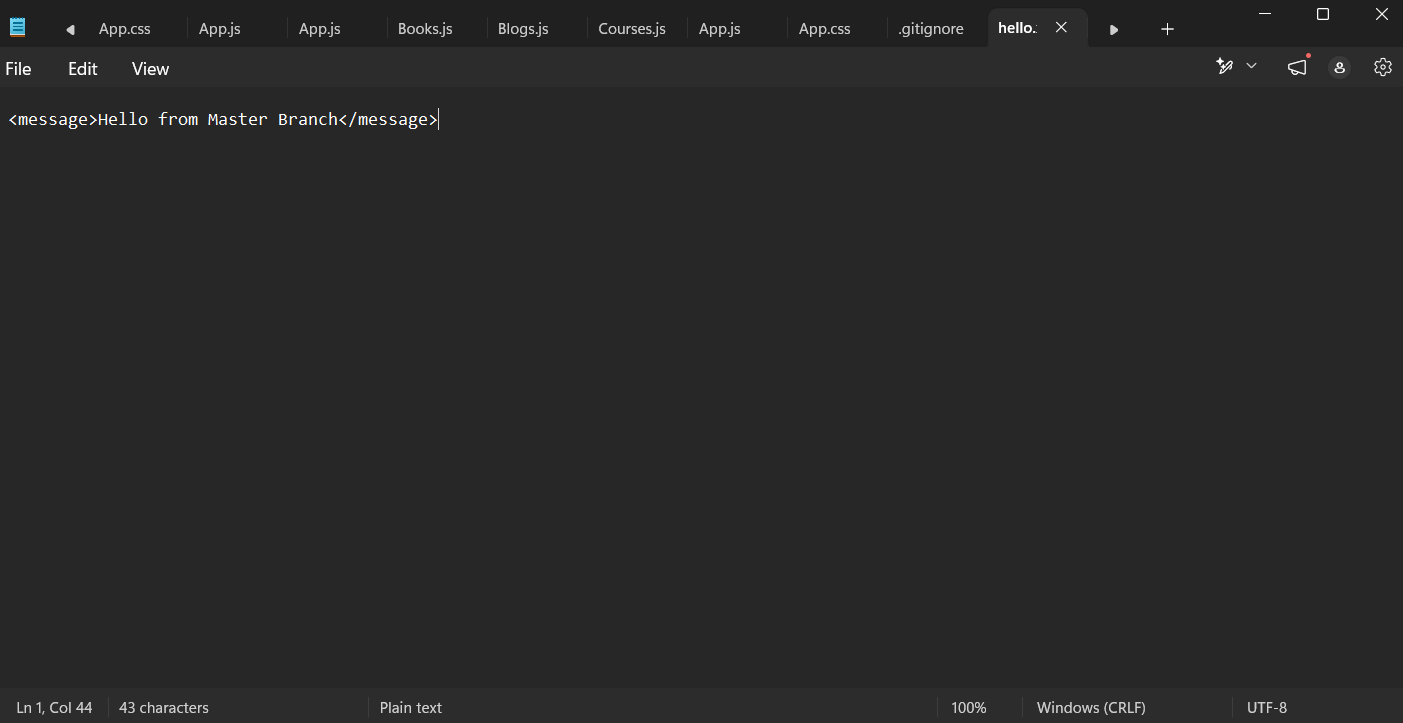 App.css App.js App.js Books.js Blogs.js Courses.js App.js App.css .gitignore hello.
File Edit View
<message>Hello from Master Branch</message>
Ln 1, Col 44 43 characters Plain text 100% Windows (CRLF) UTF-8